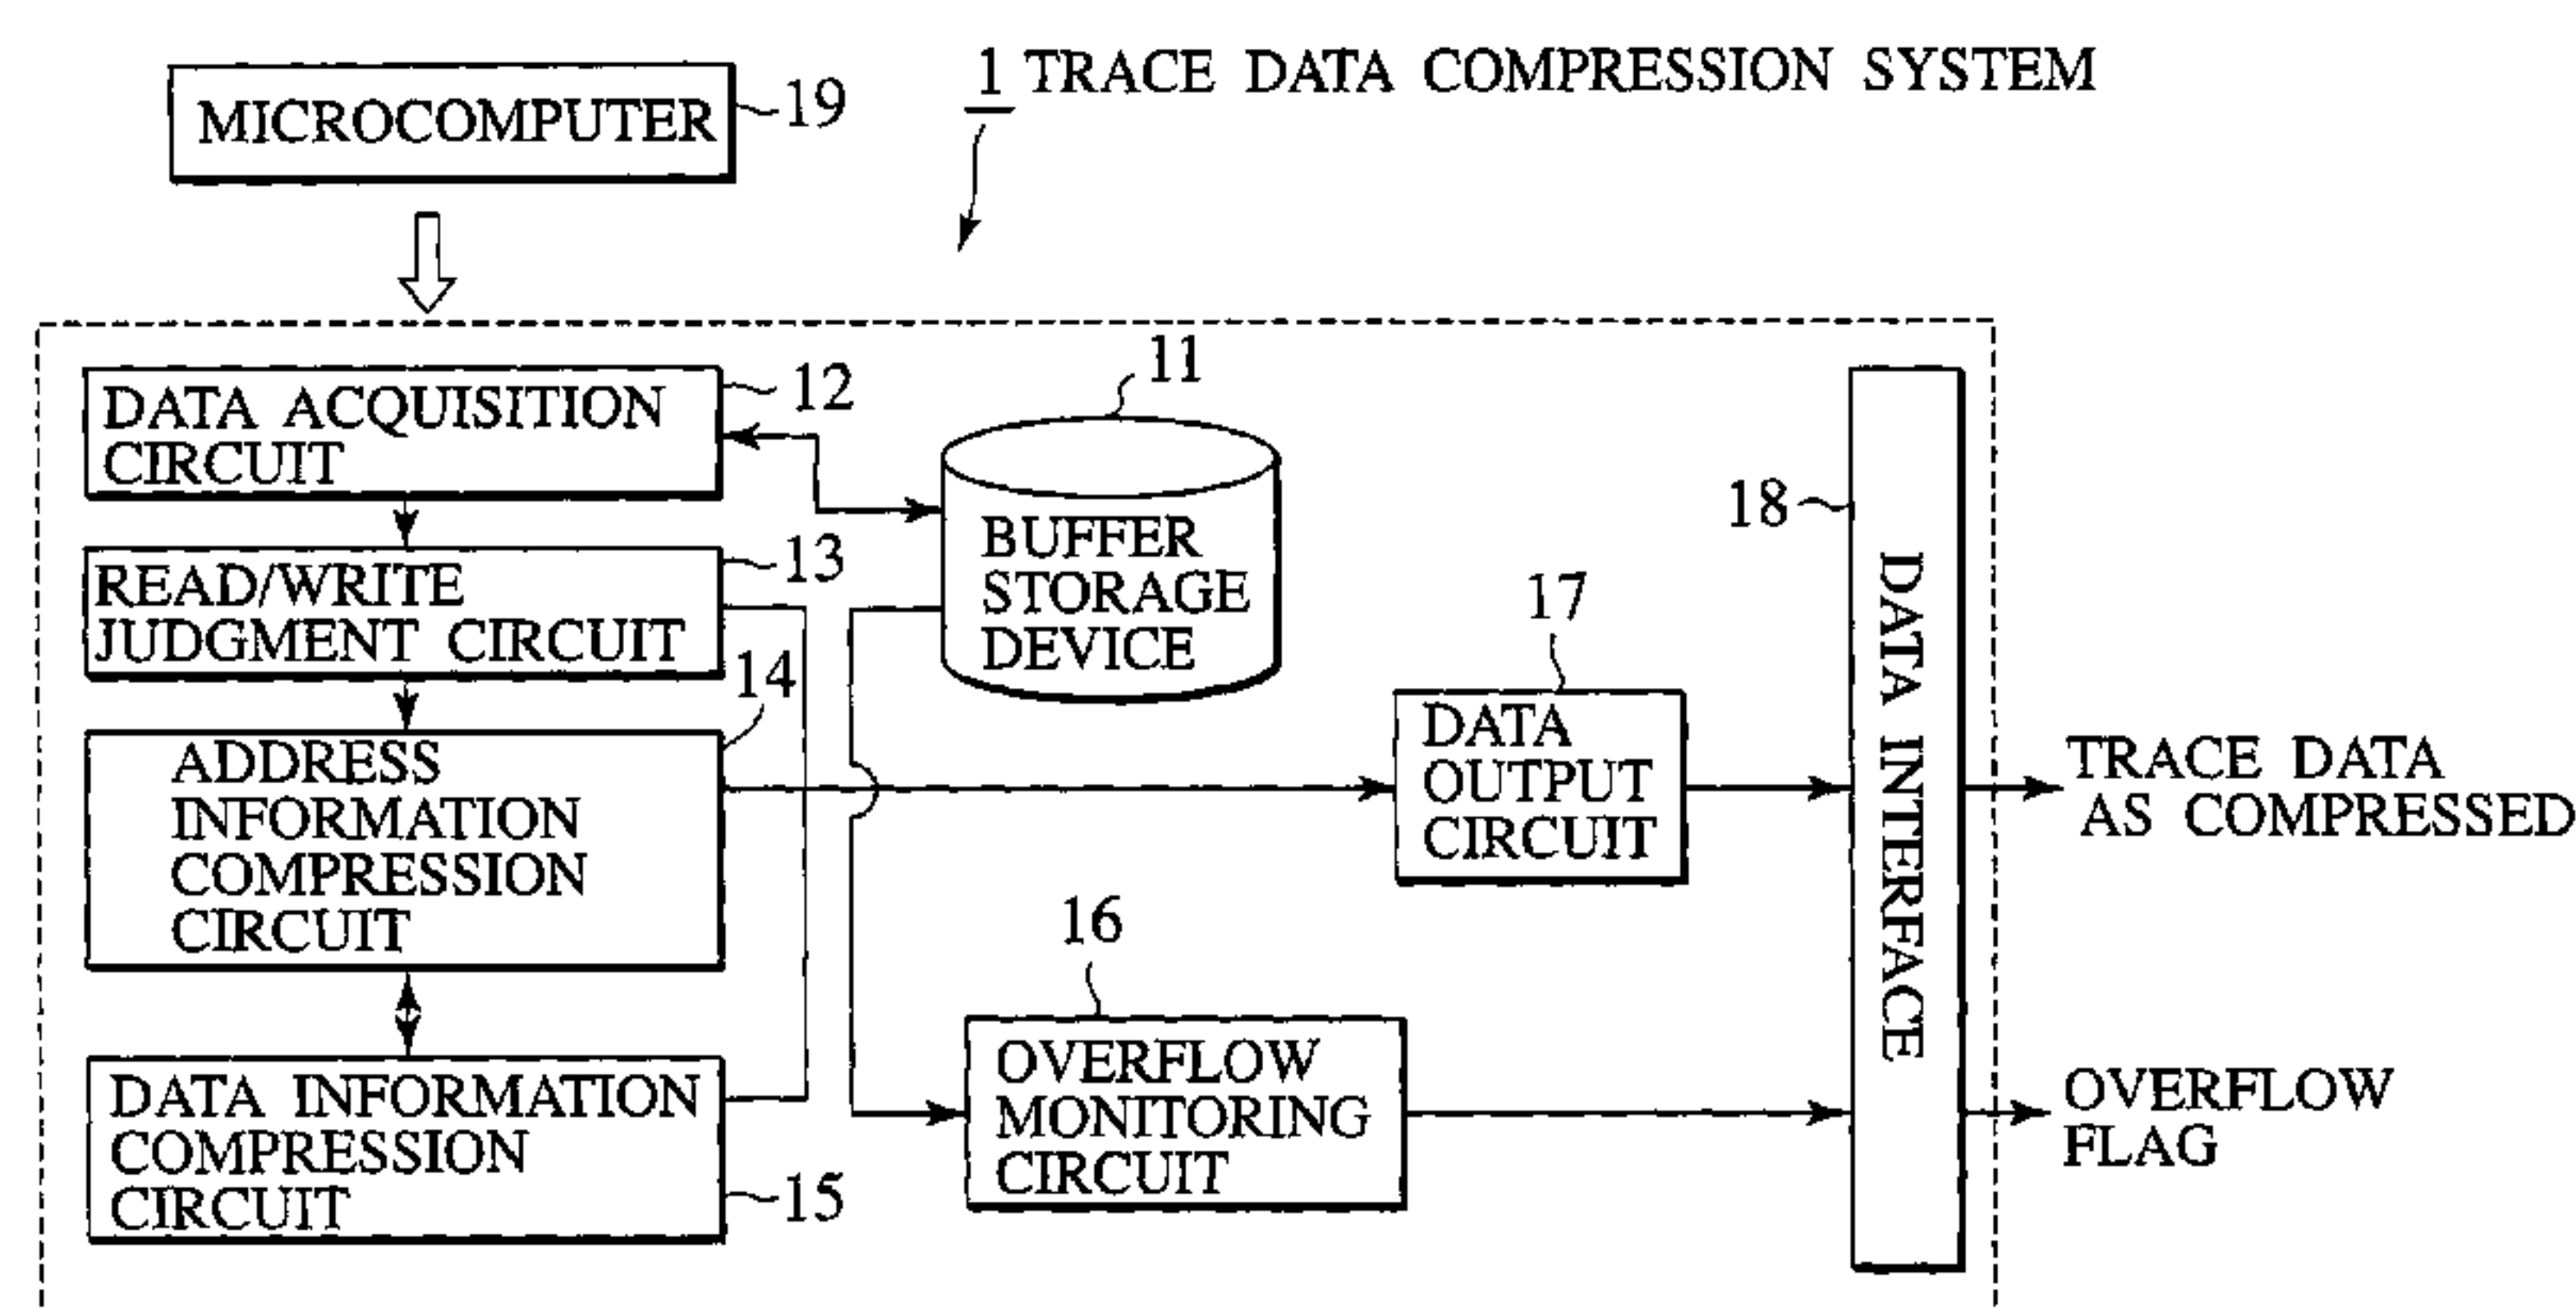 1 TRACE DATA COMPRESSION SYSTEM
MICROCOMPUTER
19
DATA ACQUISITION
CIRCUIT
12
11
BUFFER
STORAGE
DEVICE
READ/WRITE
JUDGMENT CIRCUIT
13
14
ADDRESS
INFORMATION
COMPRESSION
CIRCUIT
DATA INFORMATION
COMPRESSION
CIRCUIT
15
17
DATA
OUTPUT
CIRCUIT
16
OVERFLOW
MONITORING
CIRCUIT
18
DATA INTERFACE
TRACE DATA
AS COMPRESSED
OVERFLOW
FLAG